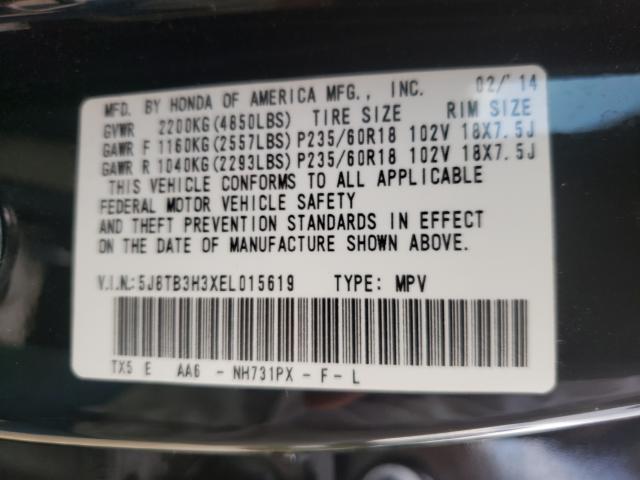 MFD. BY HONDA OF AMERICA MFG., INC. 02/'14
GVWR 2200KG(4850LBS) TIRE SIZE RIM SIZE
GAWR F 1160KG(2557LBS)P235/60R18 102V 18X7.5J
GAWR R 1040KG(2293LBS)P235/60R18 102V 18X7.5J
THIS VEHICLE CONFORMS TO ALL APPLICABLE
FEDERAL MOTOR VEHICLE SAFETY
AND THEFT PREVENTION STANDARDS IN EFFECT
ON THE DATE OF MANUFACTURE SHOWN ABOVE.
V.I.N.:5J8TB3H3XEL015619 TYPE: MPV
TX5 E AA6 - NH731PX - F - L